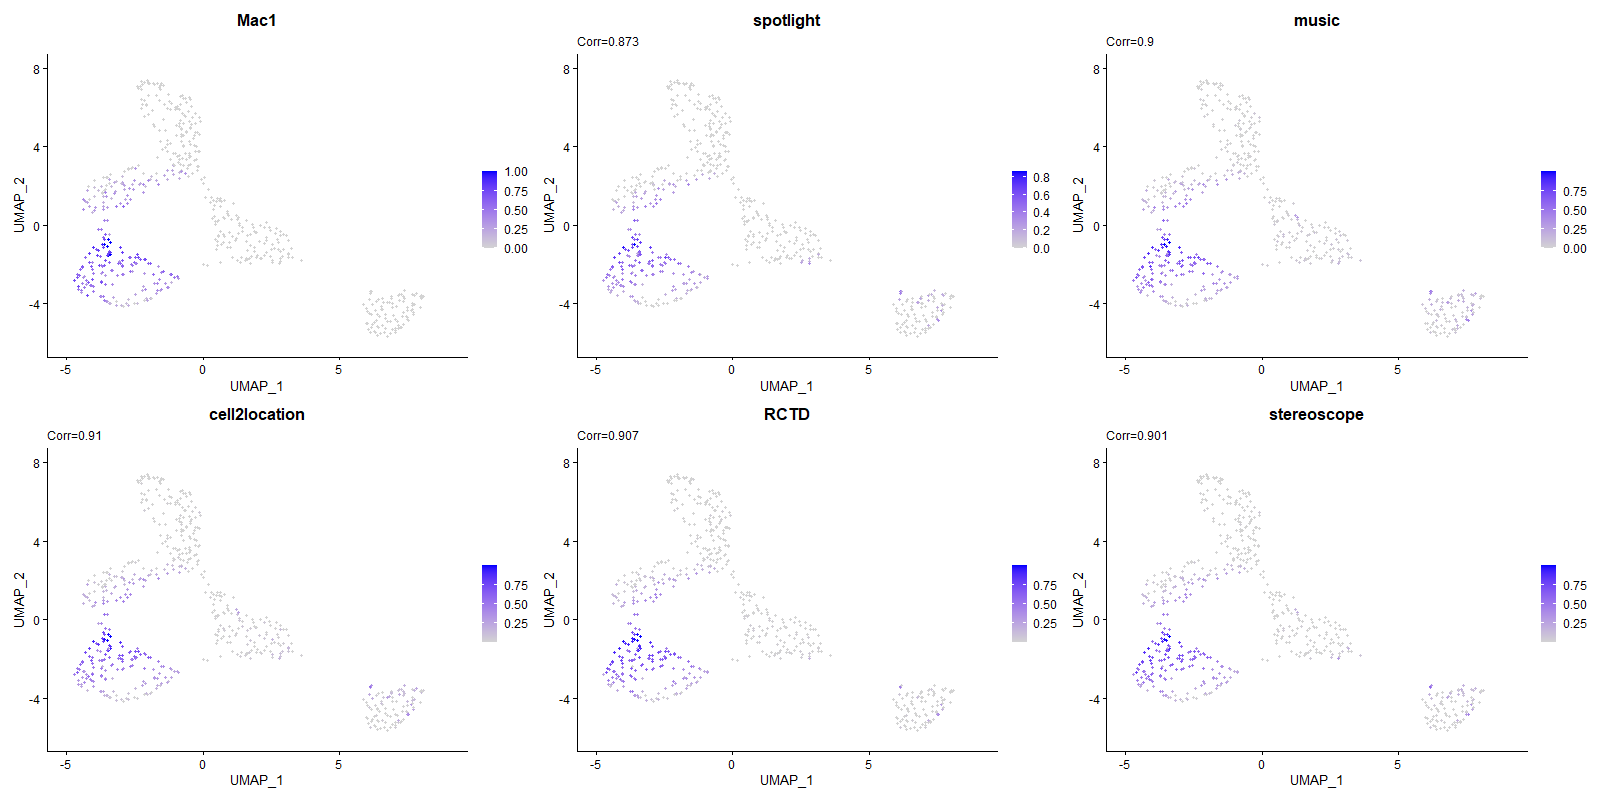 Mac1
8
4
0
-4
UMAP_2
-5
0
5
UMAP_1
1.00
0.75
0.50
0.25
0.00
spotlight
Corr=0.873
8
4
0
-4
UMAP_2
-5
0
5
UMAP_1
0.8
0.6
0.4
0.2
0.0
music
Corr=0.9
8
4
0
-4
UMAP_2
-5
0
5
UMAP_1
0.75
0.50
0.25
0.00
cell2location
Corr=0.91
8
4
0
-4
UMAP_2
-5
0
5
UMAP_1
0.75
0.50
0.25
RCTD
Corr=0.907
8
4
0
-4
UMAP_2
-5
0
5
UMAP_1
0.75
0.50
0.25
stereoscope
Corr=0.901
8
4
0
-4
UMAP_2
-5
0
5
UMAP_1
0.75
0.50
0.25